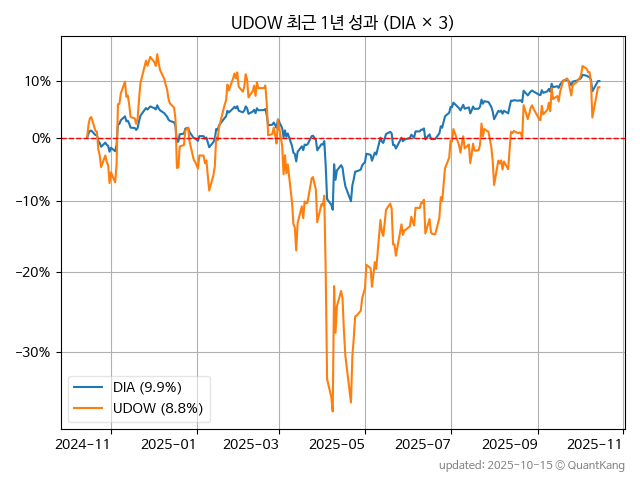 UDOW 최근 1년 성과 (DIA × 3)
10%
0%
−10%
−20%
−30%
DIA (9.9%)
UDOW (8.8%)
2024−11 2025−01 2025−03 2025−05 2025−07 2025−09 2025−11
updated: 2025-10-15 ⓒ QuantKang